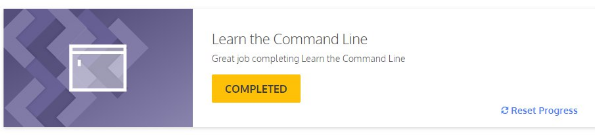 Learn the Command Line
Great job completing Learn the Command Line
COMPLETED
Reset Progress